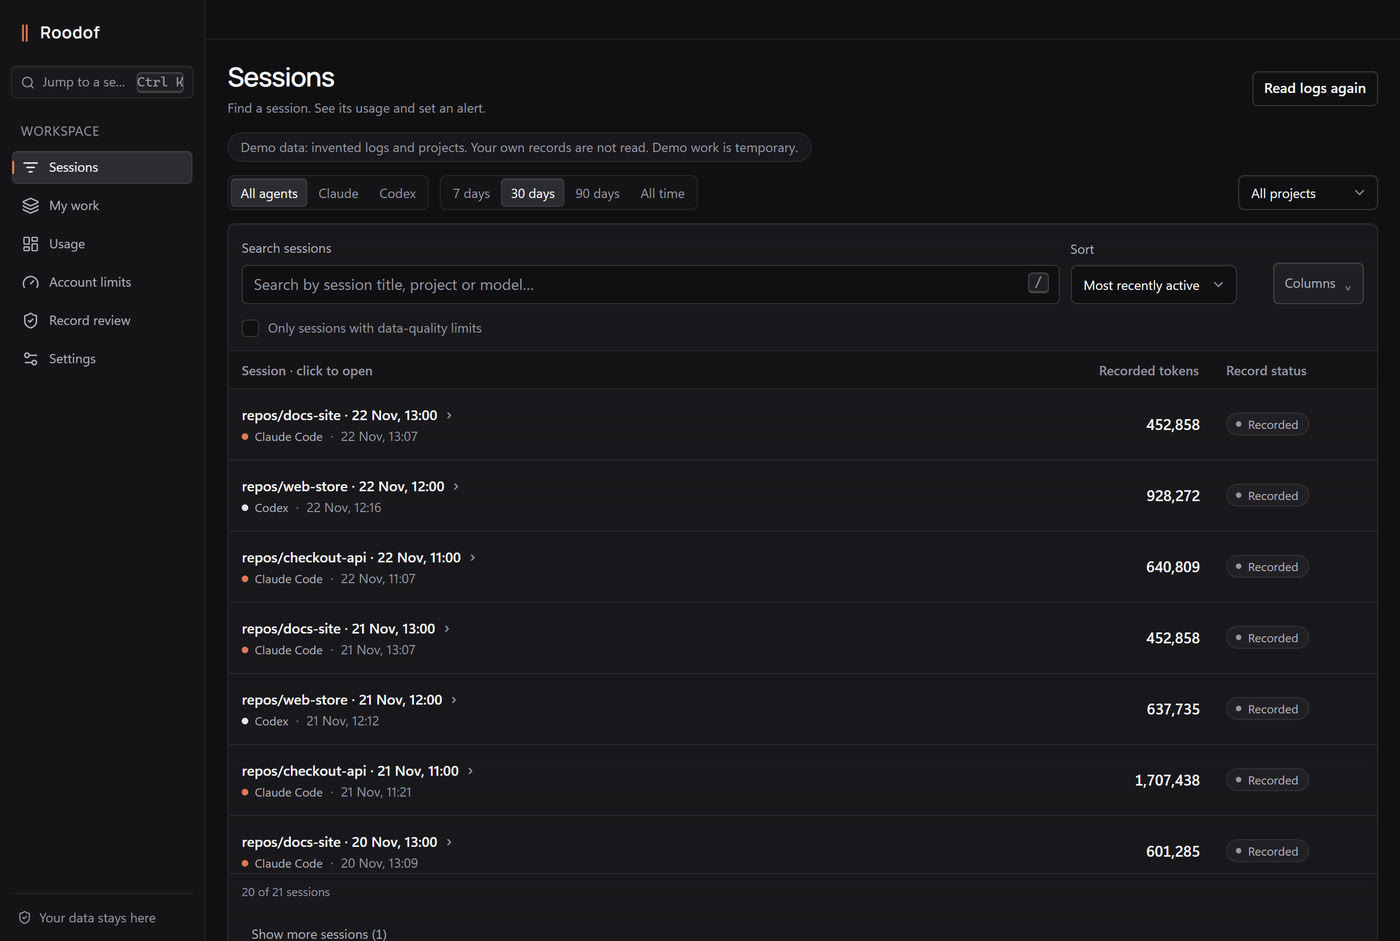 Roodof
Jump to a se... Ctrl K
WORKSPACE
Sessions
My work
Usage
Account limits
Record review
Settings
Your data stays here
Sessions
Find a session. See its usage and set an alert.
Read logs again
Demo data: invented logs and projects. Your own records are not read. Demo work is temporary.
All agents Claude Codex 7 days 30 days 90 days All time All projects
Search sessions Sort
Search by session title, project or model... / Most recently active Columns
Only sessions with data-quality limits
Session · click to open Recorded tokens Record status
repos/docs-site · 22 Nov, 13:00 ›
Claude Code · 22 Nov, 13:07
452,858 Recorded
repos/web-store · 22 Nov, 12:00 ›
Codex · 22 Nov, 12:16
928,272 Recorded
repos/checkout-api · 22 Nov, 11:00 ›
Claude Code · 22 Nov, 11:07
640,809 Recorded
repos/docs-site · 21 Nov, 13:00 ›
Claude Code · 21 Nov, 13:07
452,858 Recorded
repos/web-store · 21 Nov, 12:00 ›
Codex · 21 Nov, 12:12
637,735 Recorded
repos/checkout-api · 21 Nov, 11:00 ›
Claude Code · 21 Nov, 11:21
1,707,438 Recorded
repos/docs-site · 20 Nov, 13:00 ›
Claude Code · 20 Nov, 13:09
601,285 Recorded
20 of 21 sessions
Show more sessions (1)